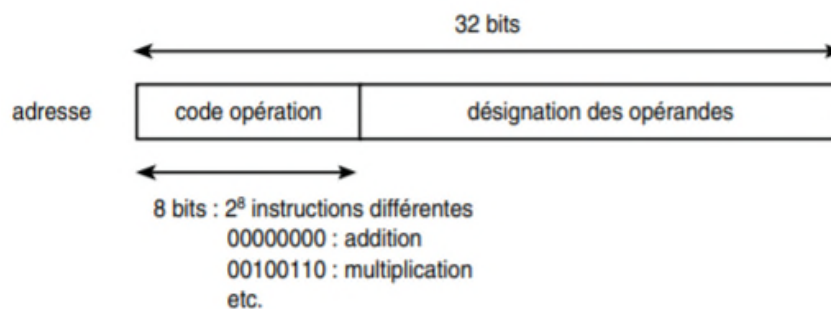 32 bits
adresse
code opération
désignation des opérandes
8 bits : 2⁸ instructions différentes
00000000 : addition
00100110 : multiplication
etc.